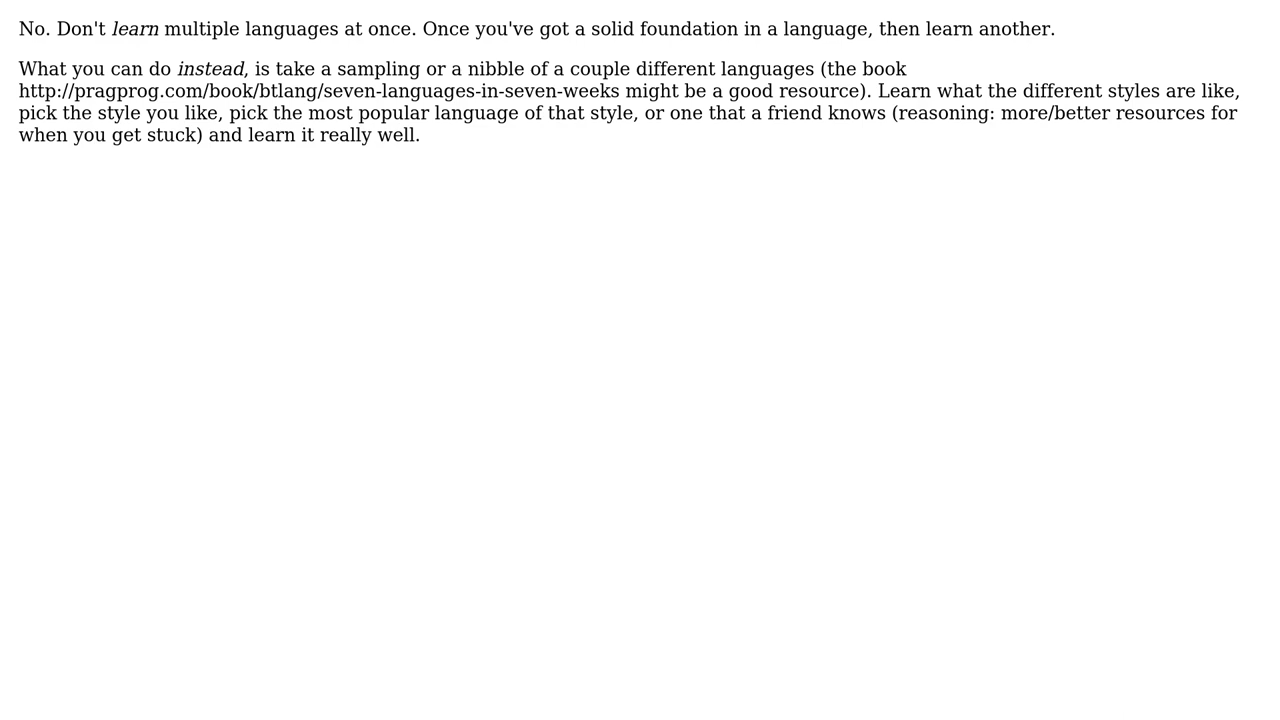 No. Don't learn multiple languages at once. Once you've got a solid foundation in a language, then learn another.
What you can do instead, is take a sampling or a nibble of a couple different languages (the book
http://pragprog.com/book/btlang/seven-languages-in-seven-weeks might be a good resource). Learn what the different styles are like,
pick the style you like, pick the most popular language of that style, or one that a friend knows (reasoning: more/better resources for
when you get stuck) and learn it really well.